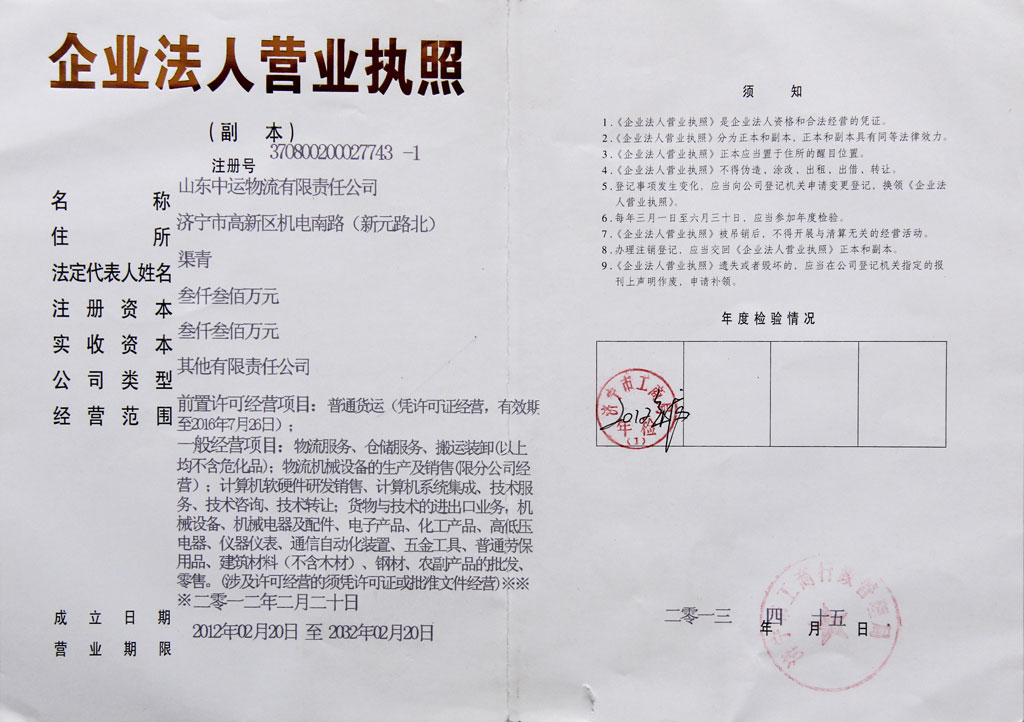 企业法人营业执照
(副 本)
注册号 370800200027743 -1
名 称 山东中运物流有限责任公司
住 所 济宁市高新区机电南路（新元路北）
法定代表人姓名 渠青
注册资本 叁仟叁佰万元
实收资本 叁仟叁佰万元
公司类型 其他有限责任公司
经营范围 前置许可经营项目：普通货运（凭许可证经营，有效期
至2016年7月26日）；
一般经营项目：物流服务、仓储服务、搬运装卸(以上
均不含危化品)；物流机械设备的生产及销售(限分公司经
营）；计算机软硬件研发销售、计算机系统集成、技术服
务、技术咨询、技术转让；货物与技术的进出口业务，机
械设备、机械电器及配件、电子产品、化工产品、高低压
电器、仪器仪表、通信自动化装置、五金工具、普通劳保
用品、建筑材料（不含木材）、钢材、农副产品的批发、
零售。(涉及许可经营的须凭许可证或批准文件经营)※※
※二零一二年二月二十日
成立日期
2012年02月20日 至 2032年02月20日
营业期限
须 知
1.《企业法人营业执照》是企业法人资格和合法经营的凭证。
2.《企业法人营业执照》分为正本和副本，正本和副本具有同等法律效力。
3.《企业法人营业执照》正本应当置于住所的醒目位置。
4.《企业法人营业执照》不得伪造，涂改，出租，出借，转让。
5.登记事项发生变化，应当向公司登记机关申请变更登记，换领《企业法
人营业执照》。
6.每年三月一日至六月三十日，应当参加年度检验。
7.《企业法人营业执照》被吊销后，不得开展与清算无关的经营活动。
8.办理注销登记，应当交回《企业法人营业执照》正本和副本。
9.《企业法人营业执照》遗失或者毁坏的，应当在公司登记机关指定的报
刊上声明作废，申请补领。
年度检验情况
济宁市工商局
2012
年检
(1)
济宁市工商行政管理局
二零一三 年 四 月 十五 日